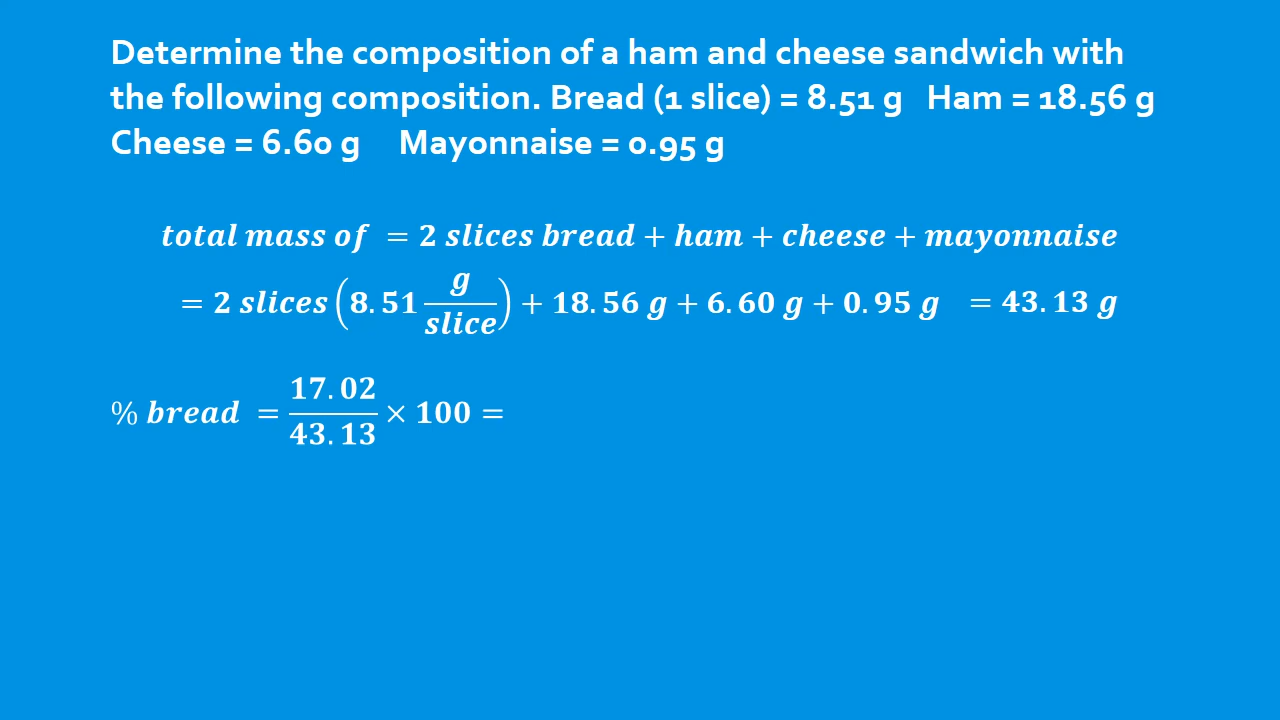 Determine the composition of a ham and cheese sandwich with
the following composition. Bread (1 slice) = 8.51 g Ham = 18.56 g
Cheese = 6.60 g Mayonnaise = 0.95 g
total mass of = 2 slices bread + ham + cheese + mayonnaise
= 2 slices (8.51 g/slice) + 18.56 g + 6.60 g + 0.95 g = 43.13 g
% bread = 17.02/43.13 × 100 =